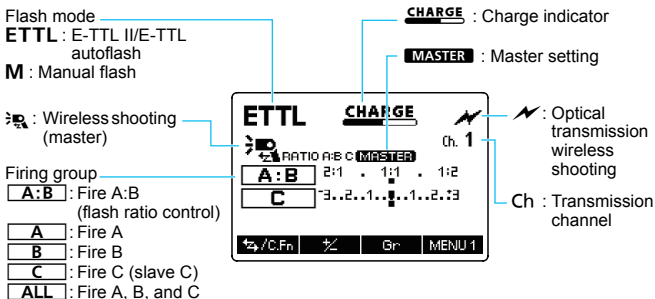 Flash mode
ETTL : E-TTL II/E-TTL
autoflash
M : Manual flash
: Wireless shooting
(master)
Firing group
A:B : Fire A:B
(flash ratio control)
A : Fire A
B : Fire B
C : Fire C (slave C)
ALL : Fire A, B, and C
CHARGE : Charge indicator
MASTER : Master setting
ETTL CHARGE
Ch. 1
RATIO A:B C MASTER
A:B 2:1 . 1:1 . 1:2
C -3..2..1..0..1..2..+3
/C.Fn +/- Gr MENU 1
: Optical
transmission
wireless
shooting
Ch : Transmission
channel